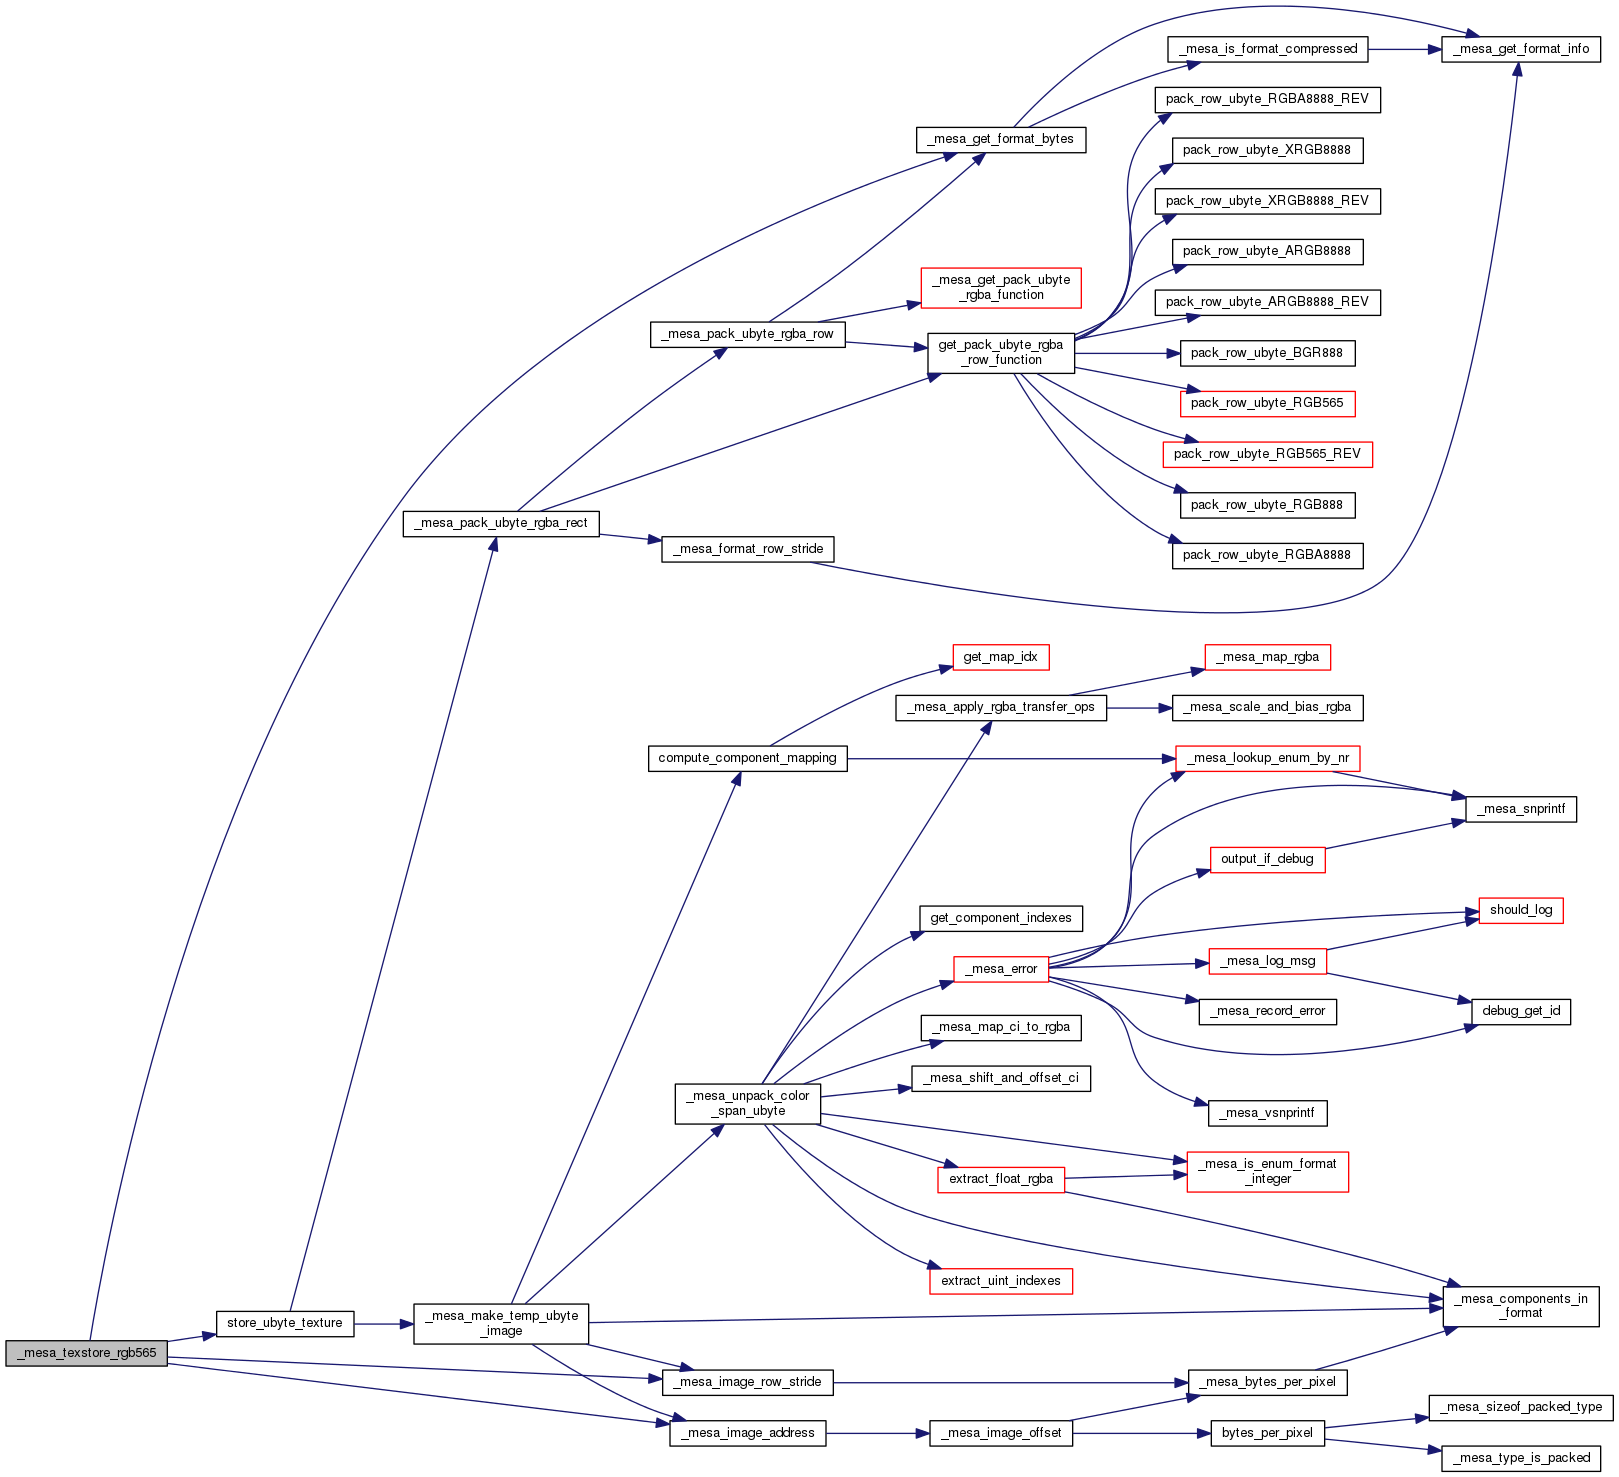 _mesa_is_format_compressed
_mesa_get_format_info
pack_row_ubyte_RGBA8888_REV
_mesa_get_format_bytes
pack_row_ubyte_XRGB8888
pack_row_ubyte_XRGB8888_REV
pack_row_ubyte_ARGB8888
_mesa_get_pack_ubyte
_rgba_function
pack_row_ubyte_ARGB8888_REV
_mesa_pack_ubyte_rgba_row
get_pack_ubyte_rgba
_row_function
pack_row_ubyte_BGR888
pack_row_ubyte_RGB565
pack_row_ubyte_RGB565_REV
pack_row_ubyte_RGB888
_mesa_pack_ubyte_rgba_rect
_mesa_format_row_stride
pack_row_ubyte_RGBA8888
get_map_idx
_mesa_map_rgba
_mesa_apply_rgba_transfer_ops
_mesa_scale_and_bias_rgba
compute_component_mapping
_mesa_lookup_enum_by_nr
_mesa_snprintf
output_if_debug
get_component_indexes
should_log
_mesa_error
_mesa_log_msg
_mesa_record_error
debug_get_id
_mesa_map_ci_to_rgba
_mesa_shift_and_offset_ci
_mesa_unpack_color
_span_ubyte
_mesa_vsnprintf
_mesa_is_enum_format
_integer
extract_float_rgba
extract_uint_indexes
_mesa_components_in
_format
store_ubyte_texture
_mesa_make_temp_ubyte
_image
_mesa_texstore_rgb565
_mesa_image_row_stride
_mesa_bytes_per_pixel
_mesa_sizeof_packed_type
_mesa_image_address
_mesa_image_offset
bytes_per_pixel
_mesa_type_is_packed